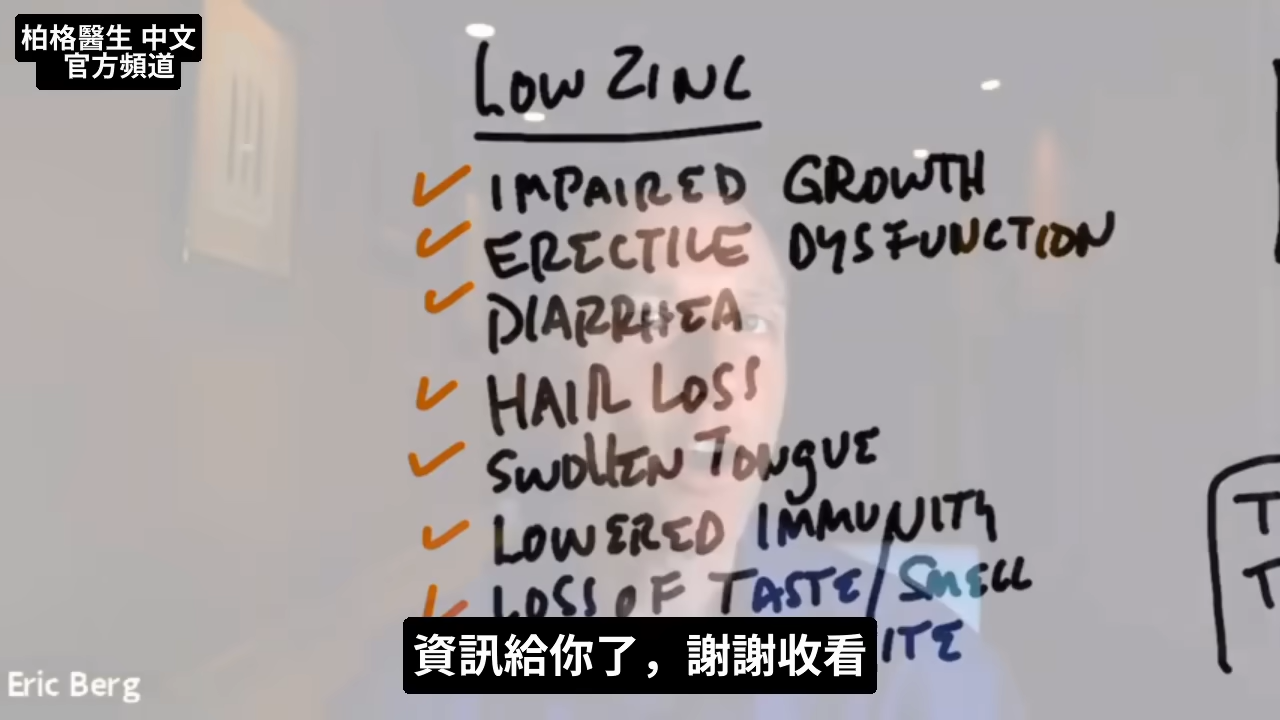 柏格醫生 中文
官方頻道
LOW ZINC
IMPAIRED GROWTH
ERECTILE DYSFUNCTION
DIARRHEA
HAIR LOSS
SWOLLEN TONGUE
LOWERED IMMUNITY
LOSS OF TASTE/SMELL
資訊給你了，謝謝收看
Eric Berg